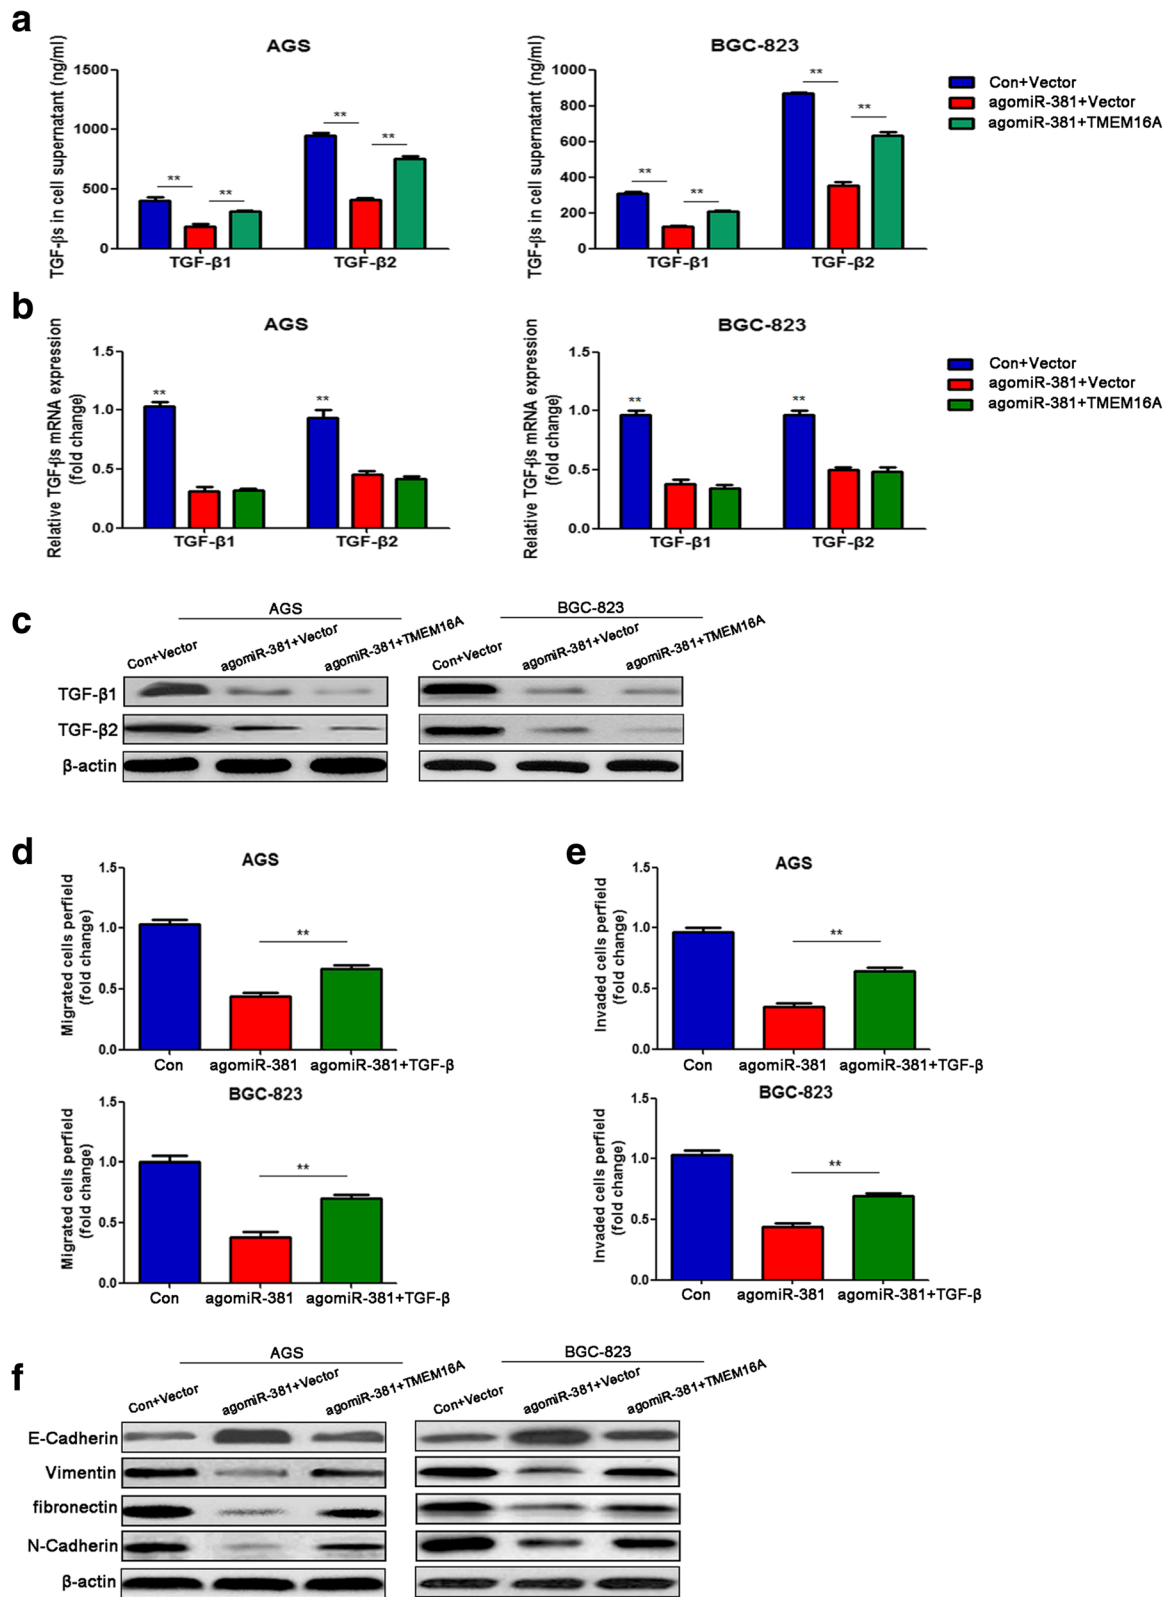 a
AGS
BGC-823
TGF-βs in cell supernatant (ng/ml)
1500
1000
500
0
**
**
**
**
TGF-β1
TGF-β2
TGF-βs in cell supernatant (ng/ml)
1000
800
600
400
200
0
**
**
**
**
TGF-β1
TGF-β2
Con+Vector
agomiR-381+Vector
agomiR-381+TMEM16A
b
AGS
BGC-823
Relative TGF-βs mRNA expression
(fold change)
1.5
1.0
0.5
0.0
**
**
TGF-β1
TGF-β2
Relative TGF-βs mRNA expression
(fold change)
1.5
1.0
0.5
0.0
**
**
TGF-β1
TGF-β2
Con+Vector
agomiR-381+Vector
agomiR-381+TMEM16A
c
AGS
BGC-823
Con+Vector
agomiR-381+Vector
agomiR-381+TMEM16A
Con+Vector
agomiR-381+Vector
agomiR-381+TMEM16A
TGF-β1
TGF-β2
β-actin
d
AGS
Migrated cells perfield
(fold change)
1.5
1.0
0.5
0.0
**
Con
agomiR-381
agomiR-381+TGF-β
BGC-823
Migrated cells perfield
(fold change)
1.5
1.0
0.5
0.0
**
Con
agomiR-381
agomiR-381+TGF-β
e
AGS
Invaded cells perfield
(fold change)
1.5
1.0
0.5
0.0
**
Con
agomiR-381
agomiR-381+TGF-β
BGC-823
Invaded cells perfield
(fold change)
1.5
1.0
0.5
0.0
**
Con
agomiR-381
agomiR-381+TGF-β
f
AGS
BGC-823
Con+Vector
agomiR-381+Vector
agomiR-381+TMEM16A
Con+Vector
agomiR-381+Vector
agomiR-381+TMEM16A
E-Cadherin
Vimentin
fibronectin
N-Cadherin
β-actin